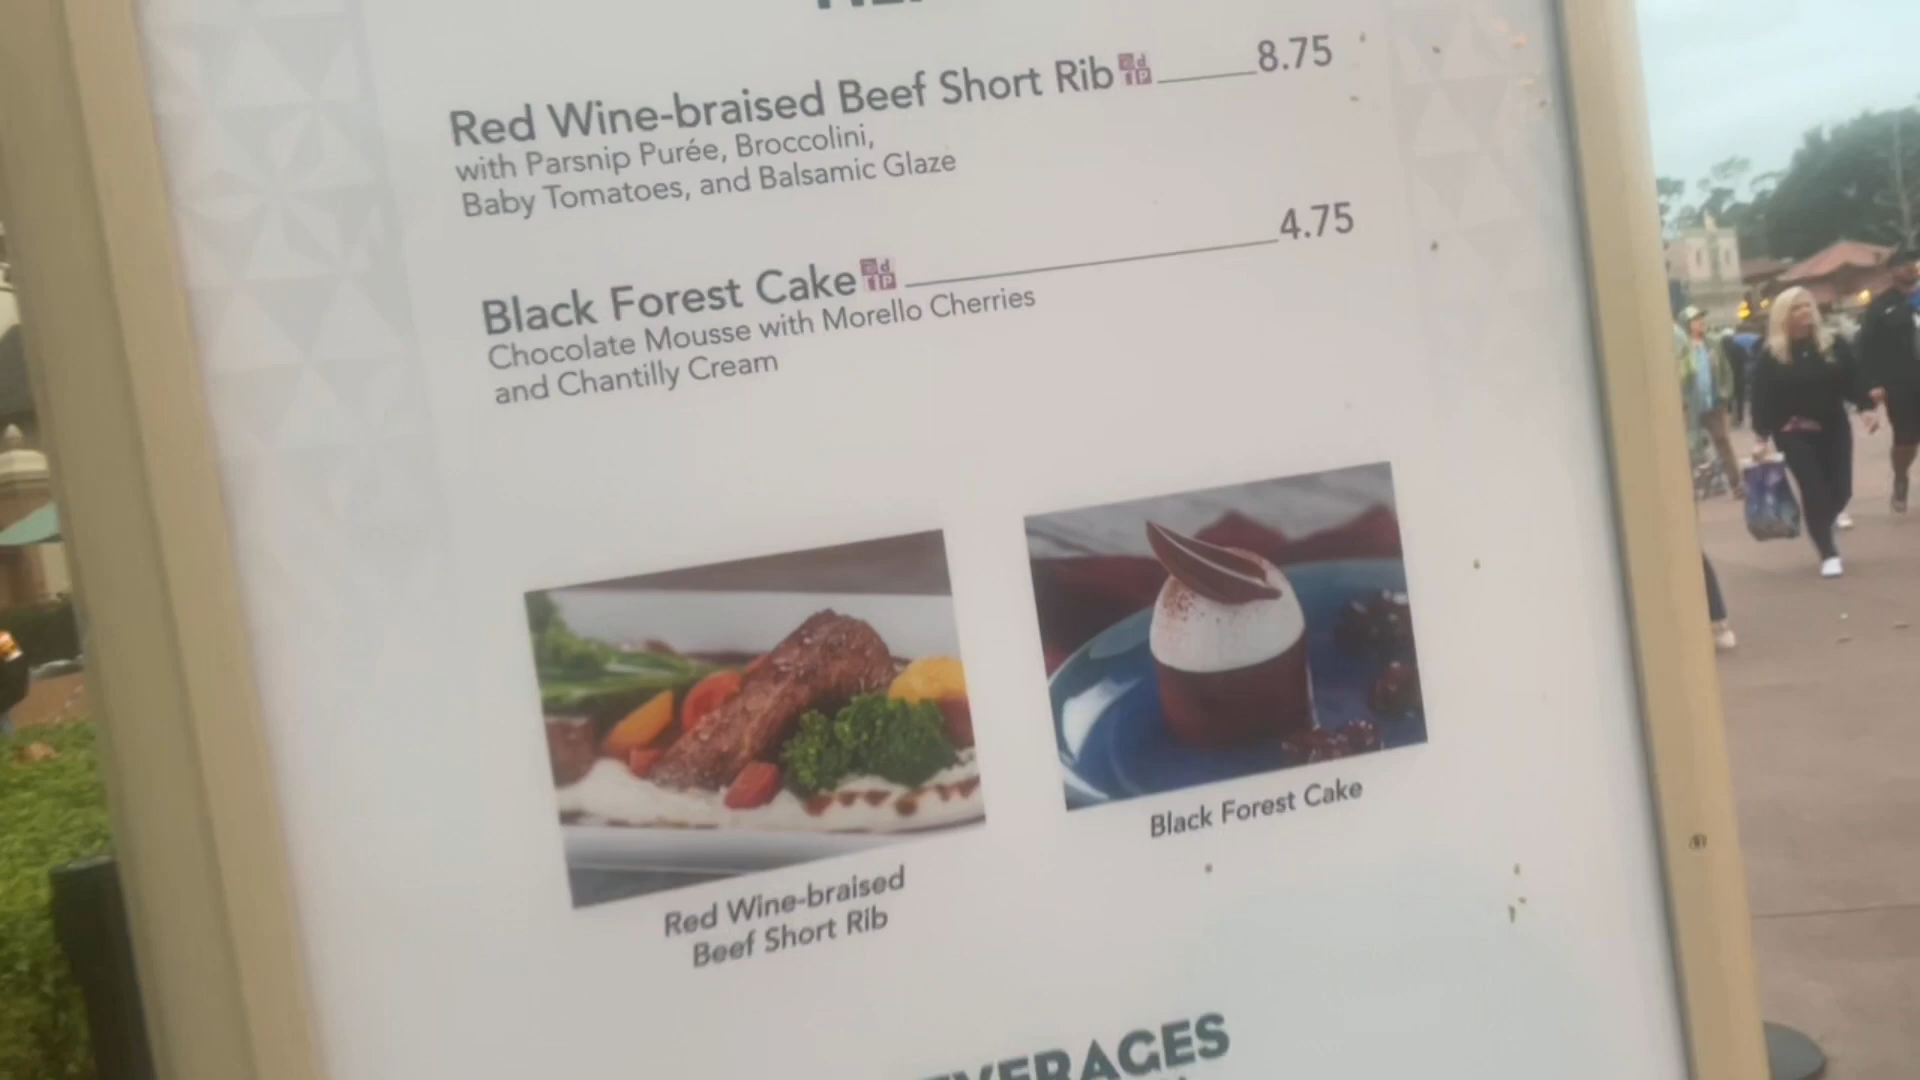 Red Wine-braised Beef Short Rib 8.75
with Parsnip Purée, Broccolini,
Baby Tomatoes, and Balsamic Glaze
Black Forest Cake 4.75
Chocolate Mousse with Morello Cherries
and Chantilly Cream
Red Wine-braised
Beef Short Rib
Black Forest Cake
BEVERAGES